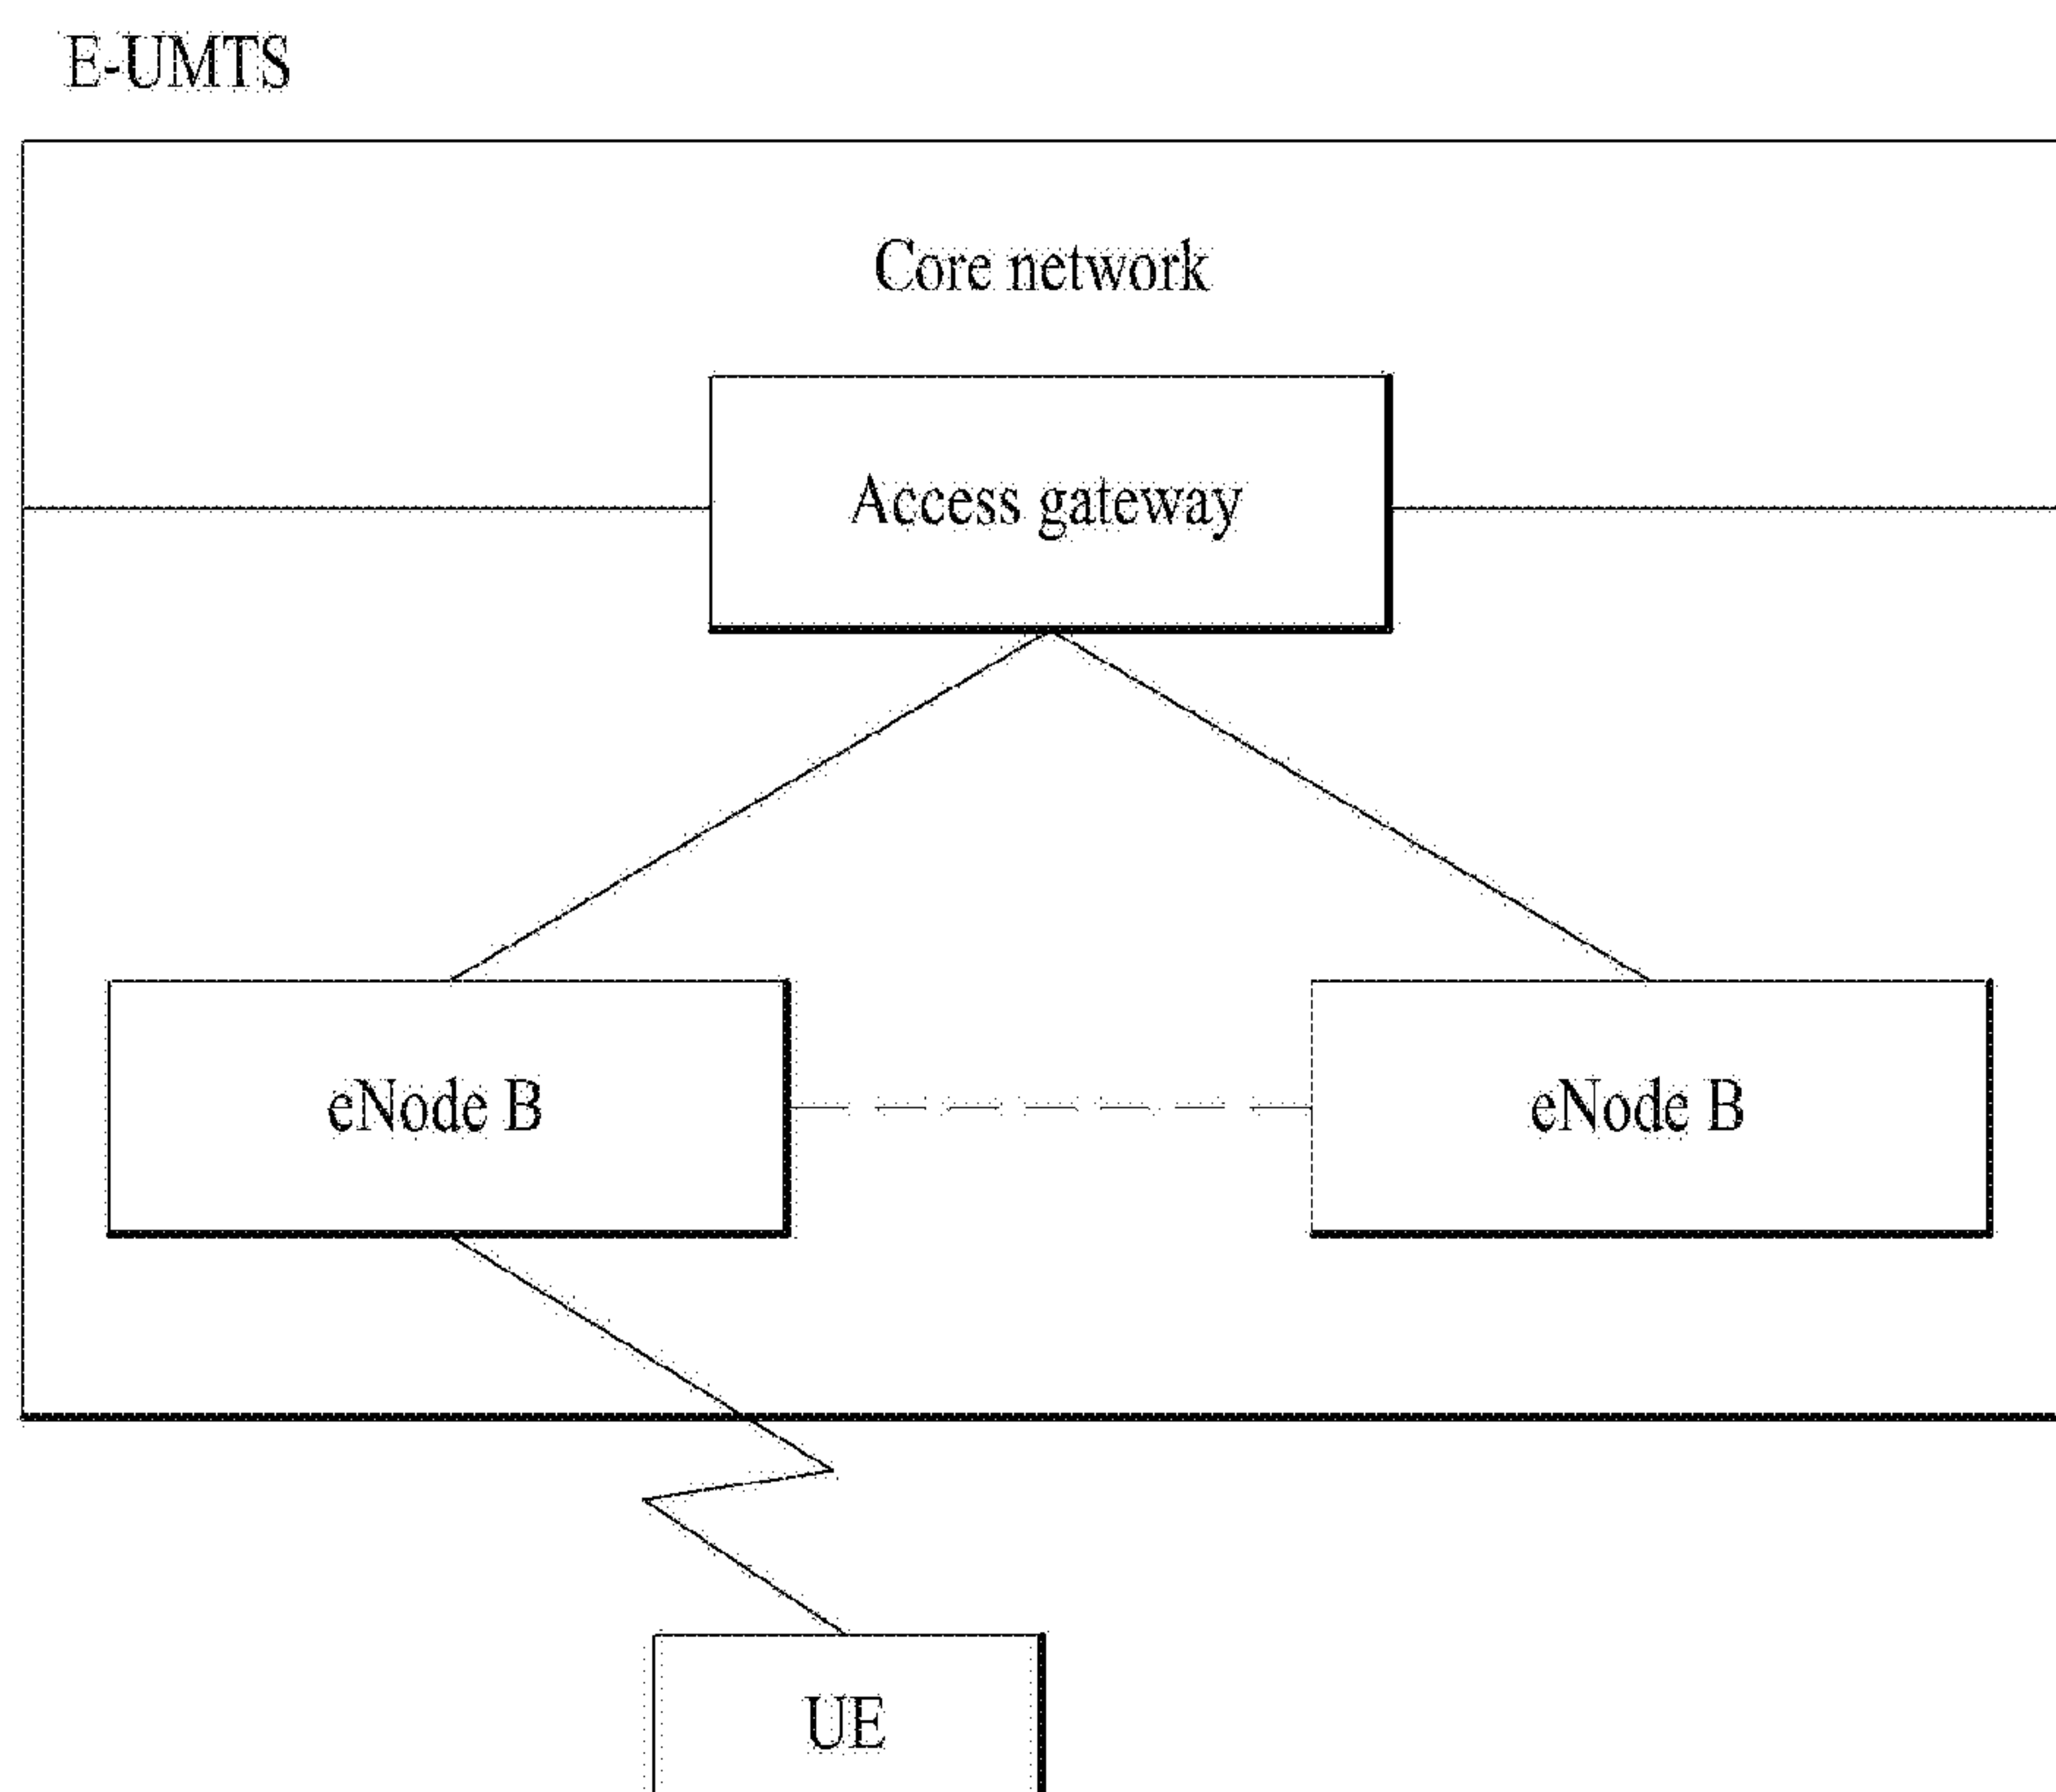 E-UMTS
Core network
Access gateway
eNode B
eNode B
UE